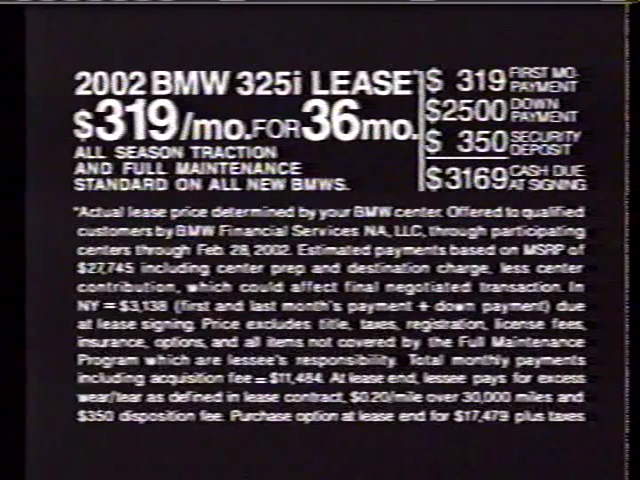 2002 BMW 325i LEASE*
$319/mo. FOR 36mo.
ALL SEASON TRACTION
AND FULL MAINTENANCE
STANDARD ON ALL NEW BMWS.
$ 319 FIRST MO. PAYMENT
$2500 DOWN PAYMENT
$ 350 SECURITY DEPOSIT
$3169 CASH DUE AT SIGNING
*Actual lease price determined by your BMW center. Offered to qualified
customers by BMW Financial Services NA, LLC, through participating
centers through Feb. 28, 2002. Estimated payments based on MSRP of
$27,745 including center prep and destination charge, less center
contribution, which could affect final negotiated transaction. In
NY = $3,138 (first and last month's payment + down payment) due
at lease signing. Price excludes title, taxes, registration, license fees,
insurance, options, and all items not covered by the Full Maintenance
Program which are lessee's responsibility. Total monthly payments
including acquisition fee = $11,484. At lease end, lessee pays for excess
wear/tear as defined in lease contract, $0.20/mile over 30,000 miles and
$350 disposition fee. Purchase option at lease end for $17,479 plus taxes